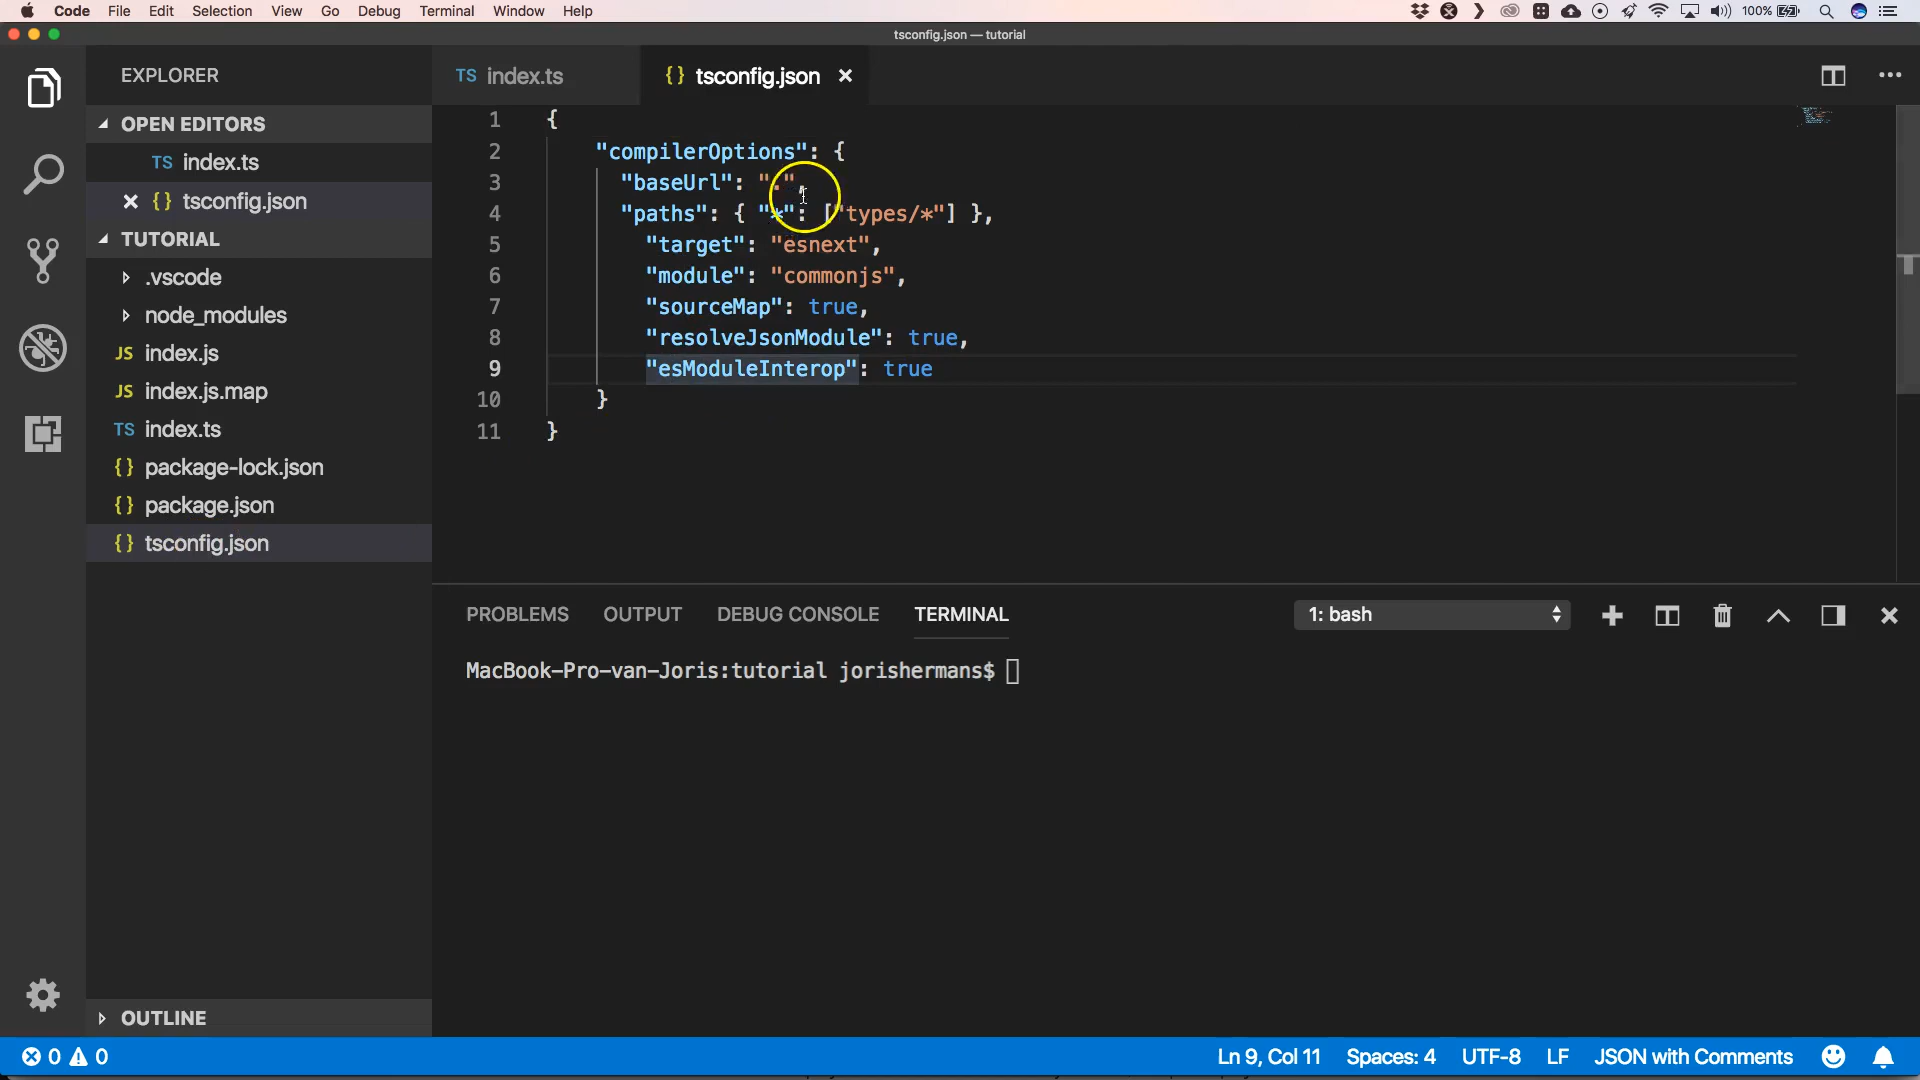 Code File Edit Selection View Go Debug Terminal Window Help 100%
tsconfig.json — tutorial
EXPLORER
OPEN EDITORS
TS index.ts
{} tsconfig.json
TUTORIAL
.vscode
node_modules
JS index.js
JS index.js.map
TS index.ts
{} package-lock.json
{} package.json
{} tsconfig.json
OUTLINE
TS index.ts {} tsconfig.json
1 {
2 "compilerOptions": {
3 "baseUrl": ".",
4 "paths": { "*": ["types/*"] },
5 "target": "esnext",
6 "module": "commonjs",
7 "sourceMap": true,
8 "resolveJsonModule": true,
9 "esModuleInterop": true
10 }
11 }
PROBLEMS OUTPUT DEBUG CONSOLE TERMINAL 1: bash
MacBook-Pro-van-Joris:tutorial jorishermans$
0 0 Ln 9, Col 11 Spaces: 4 UTF-8 LF JSON with Comments